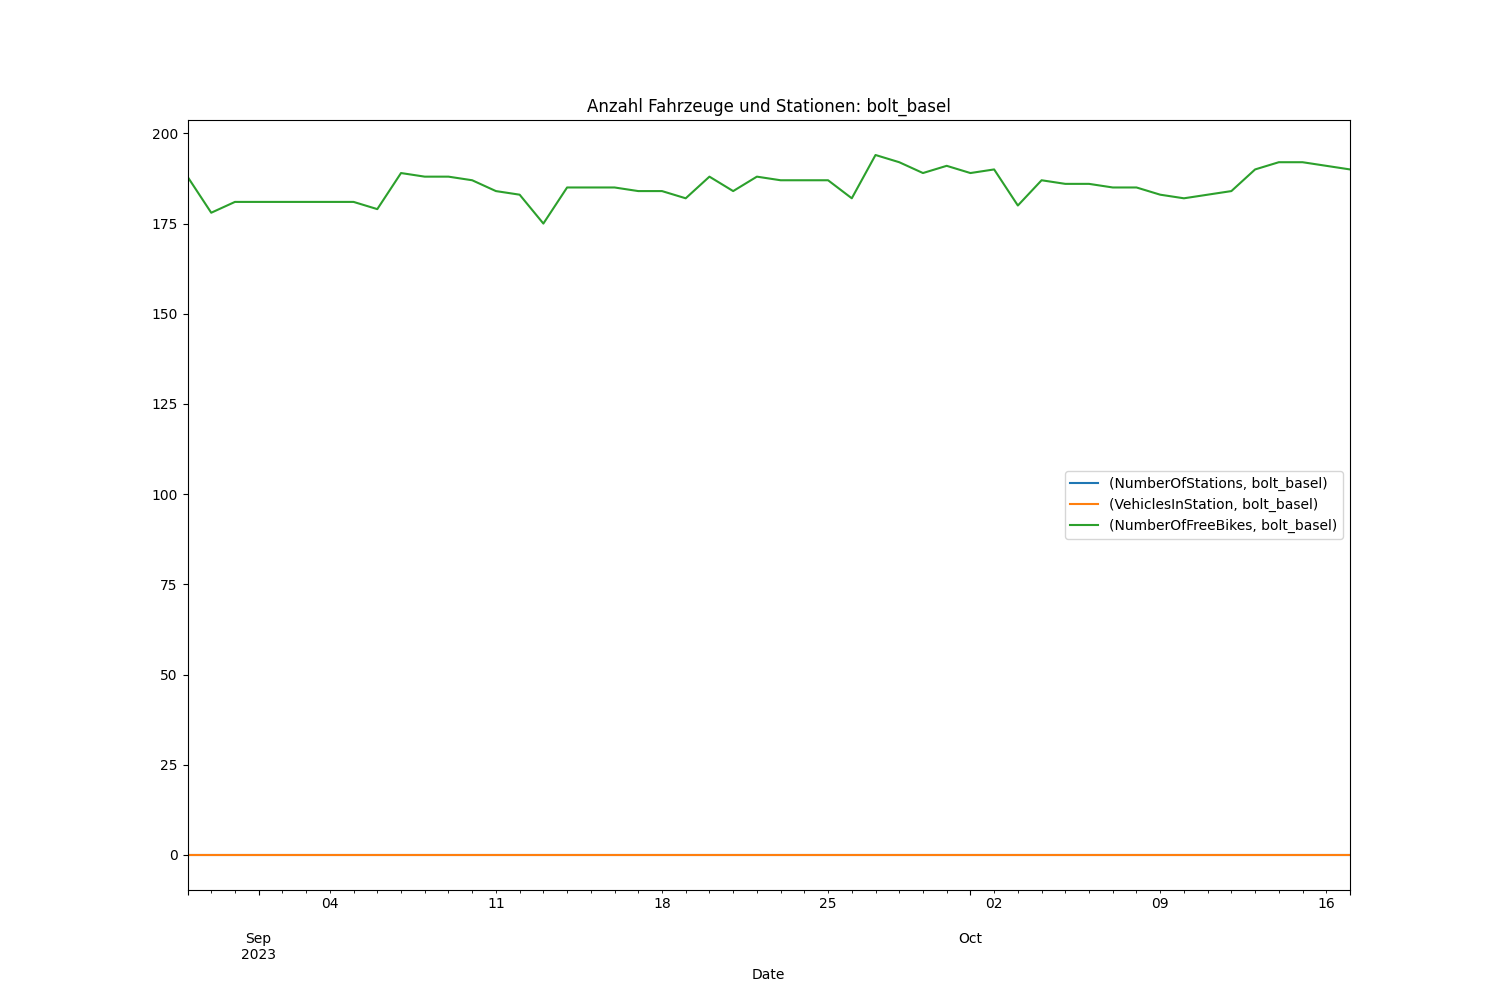 Anzahl Fahrzeuge und Stationen: bolt_basel
200
175
150
125
100
75
50
25
0
(NumberOfStations, bolt_basel)
(VehiclesInStation, bolt_basel)
(NumberOfFreeBikes, bolt_basel)
04 11 18 25 02 09 16
Sep Oct
2023
Date